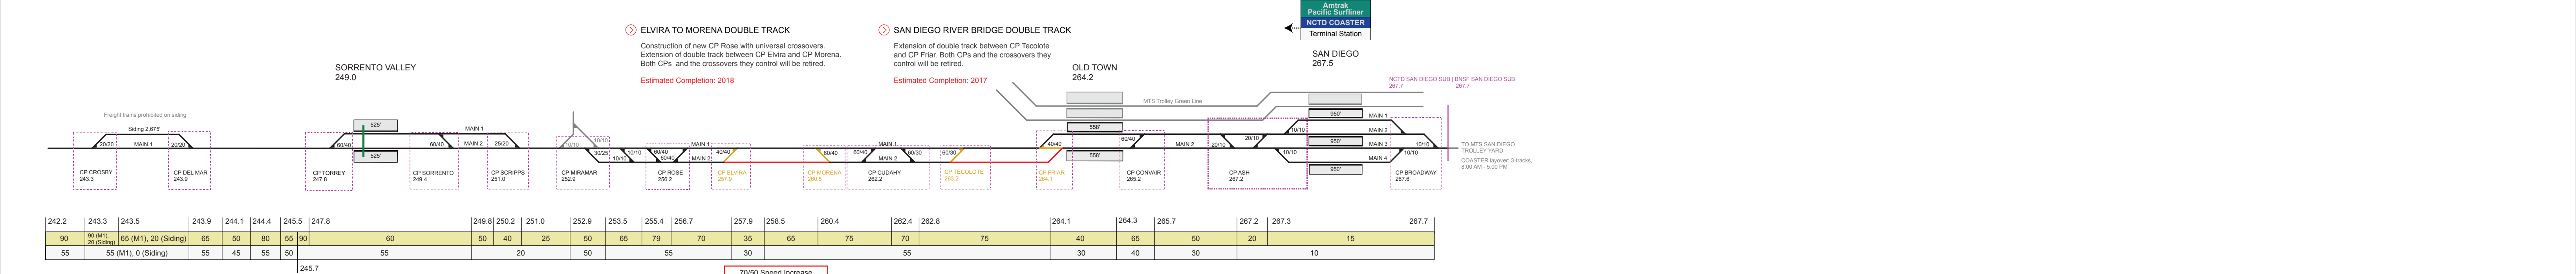 Amtrak
Pacific Surfliner
NCTD COASTER
Terminal Station
ELVIRA TO MORENA DOUBLE TRACK
Construction of new CP Rose with universal crossovers.
Extension of double track between CP Elvira and CP Morena.
Both CPs and the crossovers they control will be retired.
Estimated Completion: 2018
SAN DIEGO RIVER BRIDGE DOUBLE TRACK
Extension of double track between CP Tecolote
and CP Friar. Both CPs and the crossovers they
control will be retired.
Estimated Completion: 2017
SORRENTO VALLEY
249.0
OLD TOWN
264.2
SAN DIEGO
267.5
NCTD SAN DIEGO SUB | BNSF SAN DIEGO SUB
267.7 267.7
MTS Trolley Green Line
Freight trains prohibited on siding
Siding 2,675'
20/20 MAIN 1 20/20
60/40
525'
525'
60/40
MAIN 1
MAIN 2
25/20
10/10
10/10
30/25
10/10
10/10
60/40
60/40
MAIN 1
MAIN 2
40/40
60/40
60/40
MAIN 1
MAIN 2
60/30
60/30
40/40
558'
558'
60/40
MAIN 2
20/10
20/10
10/10
10/10
950'
950'
950'
MAIN 1
MAIN 2
MAIN 3
MAIN 4
10/10
10/10
TO MTS SAN DIEGO
TROLLEY YARD
COASTER layover: 3-tracks,
8:00 AM - 5:00 PM
CP CROSBY
243.3
CP DEL MAR
243.9
CP TORREY
247.8
CP SORRENTO
249.4
CP SCRIPPS
251.0
CP MIRAMAR
252.9
CP ROSE
256.2
CP ELVIRA
257.9
CP MORENA
260.5
CP CUDAHY
262.2
CP TECOLOTE
263.2
CP FRIAR
264.1
CP CONVAIR
265.2
CP ASH
267.2
CP BROADWAY
267.6
242.2 243.3 243.5 243.9 244.1 244.4 245.5 247.8 249.8 250.2 251.0 252.9 253.5 255.4 256.7 257.9 258.5 260.4 262.4 262.8 264.1 264.3 265.7 267.2 267.3 267.7
90 90 (M1), 20 (Siding) 65 (M1), 20 (Siding) 65 50 80 55 90 60 50 40 25 50 65 79 70 35 65 75 70 75 40 65 50 20 15
55 55 (M1), 0 (Siding) 55 45 55 50 55 20 50 55 30 55 30 40 30 10
245.7
70/50 Speed Increase